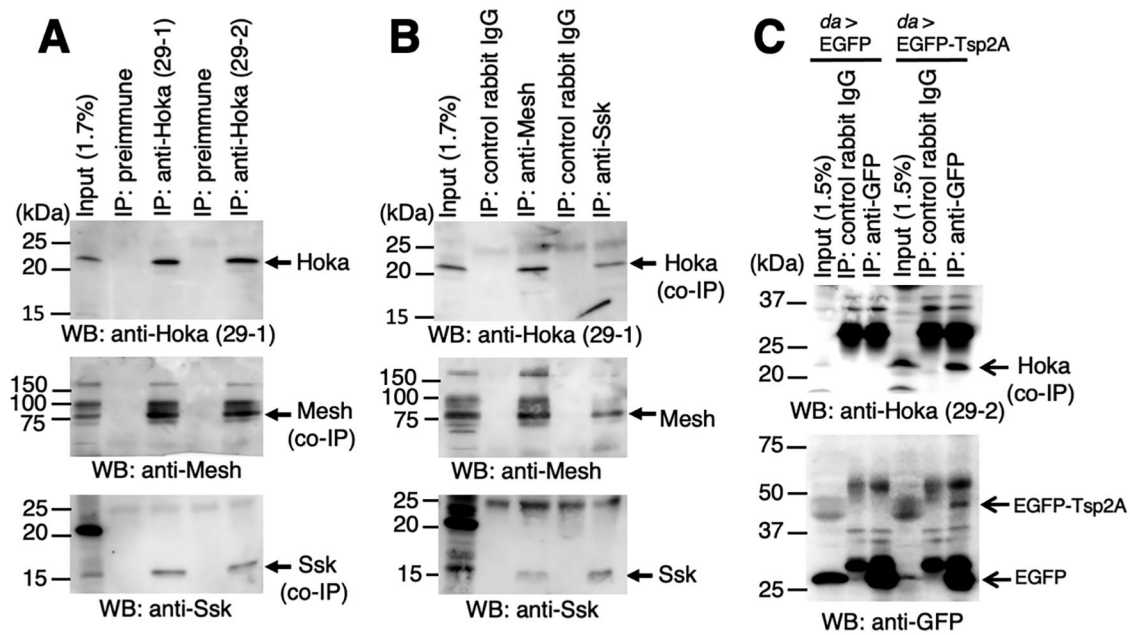 A
Input (1.7%)
IP: preimmune
IP: anti-Hoka (29-1)
IP: preimmune
IP: anti-Hoka (29-2)
(kDa)
25
20
15
Hoka
WB: anti-Hoka (29-1)
150
100
75
Mesh
(co-IP)
WB: anti-Mesh
25
20
15
Ssk
(co-IP)
WB: anti-Ssk
B
Input (1.7%)
IP: control rabbit IgG
IP: anti-Mesh
IP: control rabbit IgG
IP: anti-Ssk
(kDa)
25
20
15
Hoka
(co-IP)
WB: anti-Hoka (29-1)
150
100
75
Mesh
WB: anti-Mesh
25
20
15
Ssk
WB: anti-Ssk
C
da >
EGFP
da >
EGFP-Tsp2A
Input (1.5%)
IP: control rabbit IgG
IP: anti-GFP
Input (1.5%)
IP: control rabbit IgG
IP: anti-GFP
(kDa)
37
25
20
Hoka
(co-IP)
WB: anti-Hoka (29-2)
75
50
37
25
EGFP-Tsp2A
EGFP
WB: anti-GFP